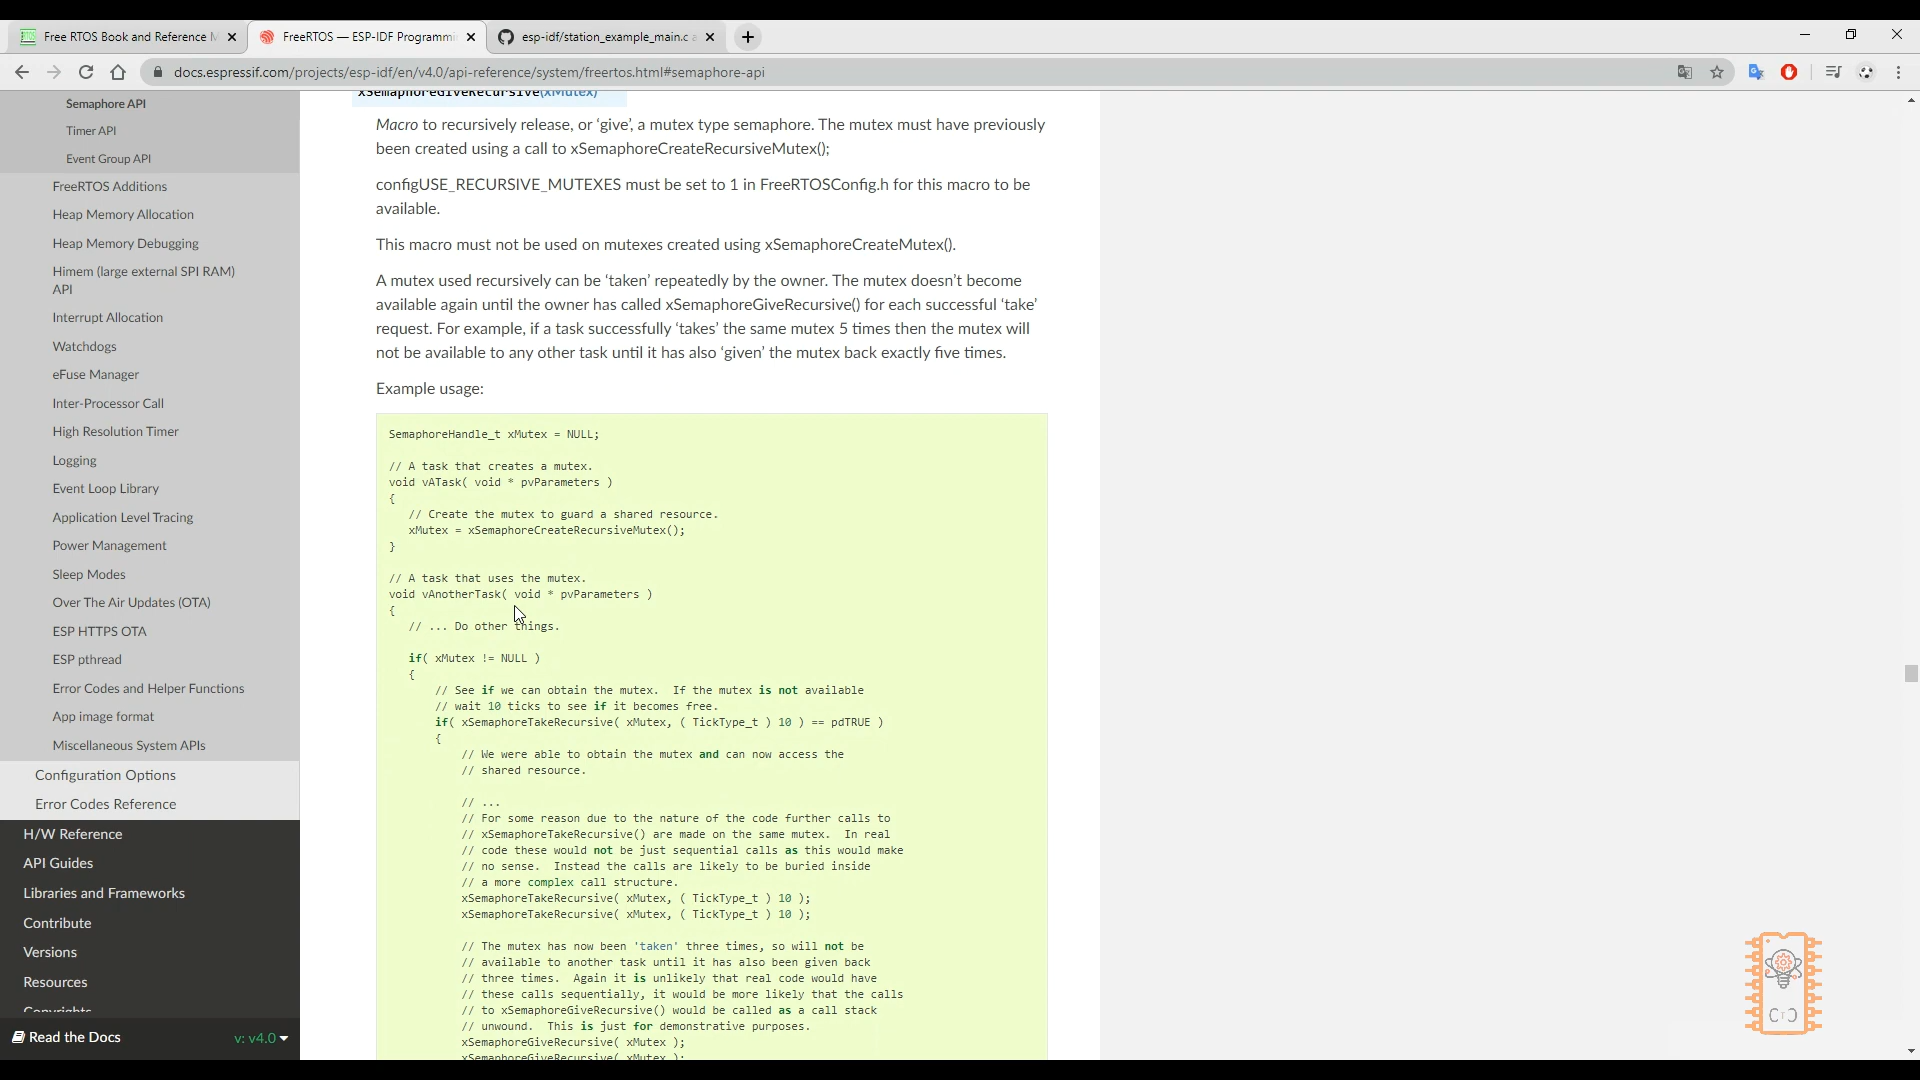 Free RTOS Book and Reference M
FreeRTOS — ESP-IDF Programmi
esp-idf/station_example_main.c a
docs.espressif.com/projects/esp-idf/en/v4.0/api-reference/system/freertos.html#semaphore-api
Semaphore API
Timer API
Event Group API
FreeRTOS Additions
Heap Memory Allocation
Heap Memory Debugging
Himem (large external SPI RAM)
API
Interrupt Allocation
Watchdogs
eFuse Manager
Inter-Processor Call
High Resolution Timer
Logging
Event Loop Library
Application Level Tracing
Power Management
Sleep Modes
Over The Air Updates (OTA)
ESP HTTPS OTA
ESP pthread
Error Codes and Helper Functions
App image format
Miscellaneous System APIs
Configuration Options
Error Codes Reference
H/W Reference
API Guides
Libraries and Frameworks
Contribute
Versions
Resources
Copyrights
Read the Docs
v: v4.0
xSemaphoreGiveRecursive(xMutex)
Macro to recursively release, or ‘give’, a mutex type semaphore. The mutex must have previously
been created using a call to xSemaphoreCreateRecursiveMutex();
configUSE_RECURSIVE_MUTEXES must be set to 1 in FreeRTOSConfig.h for this macro to be
available.
This macro must not be used on mutexes created using xSemaphoreCreateMutex().
A mutex used recursively can be ‘taken’ repeatedly by the owner. The mutex doesn’t become
available again until the owner has called xSemaphoreGiveRecursive() for each successful ‘take’
request. For example, if a task successfully ‘takes’ the same mutex 5 times then the mutex will
not be available to any other task until it has also ‘given’ the mutex back exactly five times.
Example usage:
SemaphoreHandle_t xMutex = NULL;
// A task that creates a mutex.
void vATask( void * pvParameters )
{
// Create the mutex to guard a shared resource.
xMutex = xSemaphoreCreateRecursiveMutex();
}
// A task that uses the mutex.
void vAnotherTask( void * pvParameters )
{
// ... Do other things.
if( xMutex != NULL )
{
// See if we can obtain the mutex.  If the mutex is not available
// wait 10 ticks to see if it becomes free.
if( xSemaphoreTakeRecursive( xMutex, ( TickType_t ) 10 ) == pdTRUE )
{
// We were able to obtain the mutex and can now access the
// shared resource.
// ...
// For some reason due to the nature of the code further calls to
// xSemaphoreTakeRecursive() are made on the same mutex.  In real
// code these would not be just sequential calls as this would make
// no sense.  Instead the calls are likely to be buried inside
// a more complex call structure.
xSemaphoreTakeRecursive( xMutex, ( TickType_t ) 10 );
xSemaphoreTakeRecursive( xMutex, ( TickType_t ) 10 );
// The mutex has now been 'taken' three times, so will not be
// available to another task until it has also been given back
// three times.  Again it is unlikely that real code would have
// these calls sequentially, it would be more likely that the calls
// to xSemaphoreGiveRecursive() would be called as a call stack
// unwound.  This is just for demonstrative purposes.
xSemaphoreGiveRecursive( xMutex );
xSemaphoreGiveRecursive( xMutex );
CTC